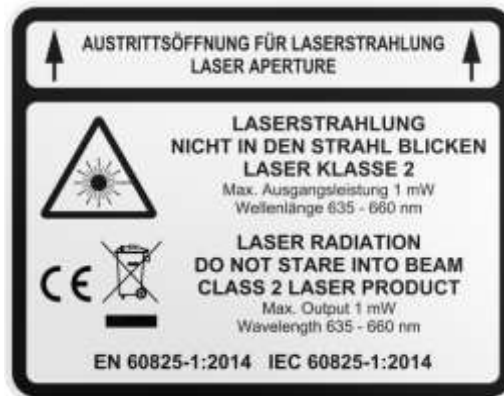 AUSTRITTSÖFFNUNG FÜR LASERSTRAHLUNG
LASER APERTURE
LASERSTRAHLUNG
NICHT IN DEN STRAHL BLICKEN
LASER KLASSE 2
Max. Ausgangsleistung 1 mW
Wellenlänge 635 - 660 nm
LASER RADIATION
DO NOT STARE INTO BEAM
CLASS 2 LASER PRODUCT
Max. Output 1 mW
Wavelength 635 - 660 nm
CE
EN 60825-1:2014 IEC 60825-1:2014